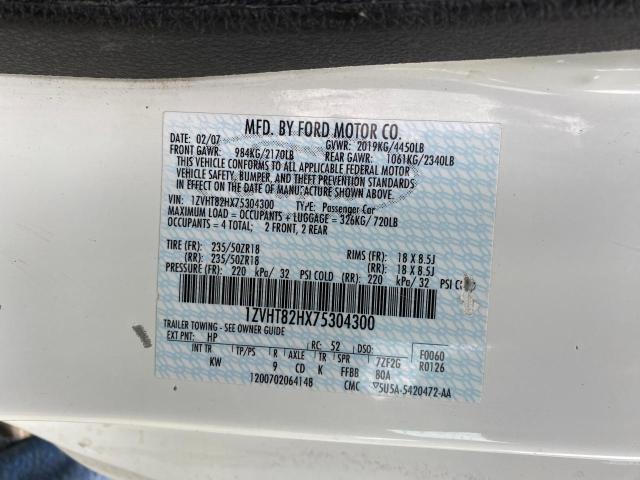 MFD. BY FORD MOTOR CO.
DATE: 02/07 GVWR: 2019KG/4450LB
FRONT GAWR: 984KG/2170LB REAR GAWR: 1061KG/2340LB
THIS VEHICLE CONFORMS TO ALL APPLICABLE FEDERAL MOTOR
VEHICLE SAFETY, BUMPER, AND THEFT PREVENTION STANDARDS
IN EFFECT ON THE DATE OF MANUFACTURE SHOWN ABOVE.
VIN: 1ZVHT82HX75304300 TYPE: Passenger Car
MAXIMUM LOAD = OCCUPANTS + LUGGAGE = 326KG/720LB
OCCUPANTS = 4 TOTAL; 2 FRONT, 2 REAR
TIRE (FR): 235/50ZR18 RIMS (FR): 18 X 8.5J
(RR): 235/50ZR18 (RR): 18 X 8.5J
PRESSURE (FR): 220 kPa/ 32 PSI COLD (RR): 220 kPa/ 32 PSI COLD
1ZVHT82HX75304300
TRAILER TOWING - SEE OWNER GUIDE
EXT PNT: HP RC: 52 DSO: F0060
INT TR TP/PS R AXLE TR SPR 7ZF2G R0126
KW 9 CD K FFBB 80A
1200702064148 CMC ▽5U5A-5420472-AA